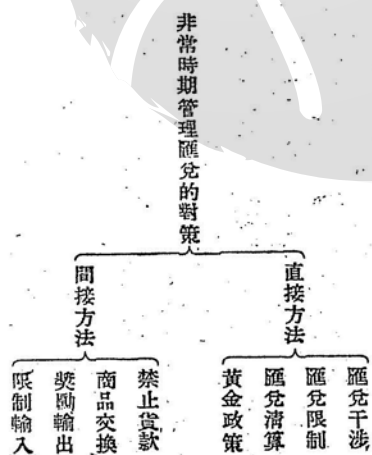 非常時期管理匯兌的對策
直接方法
匯兌干涉
匯兌限制
匯兌清算
黃金政策
間接方法
禁止貨款
商品交換
奬勵輸出
限制輸入